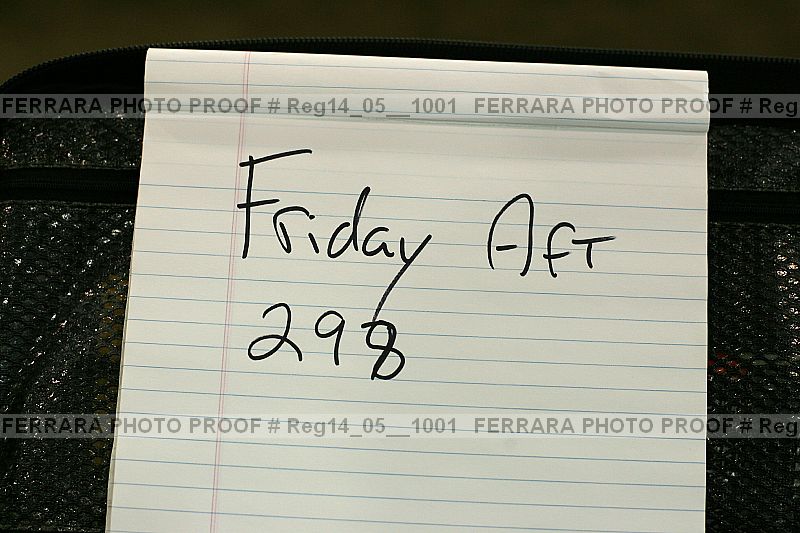 FERRARA PHOTO PROOF # Reg14_05__1001 FERRARA PHOTO PROOF # Reg
Friday Aft
298
FERRARA PHOTO PROOF # Reg14_05__1001 FERRARA PHOTO PROOF # Reg